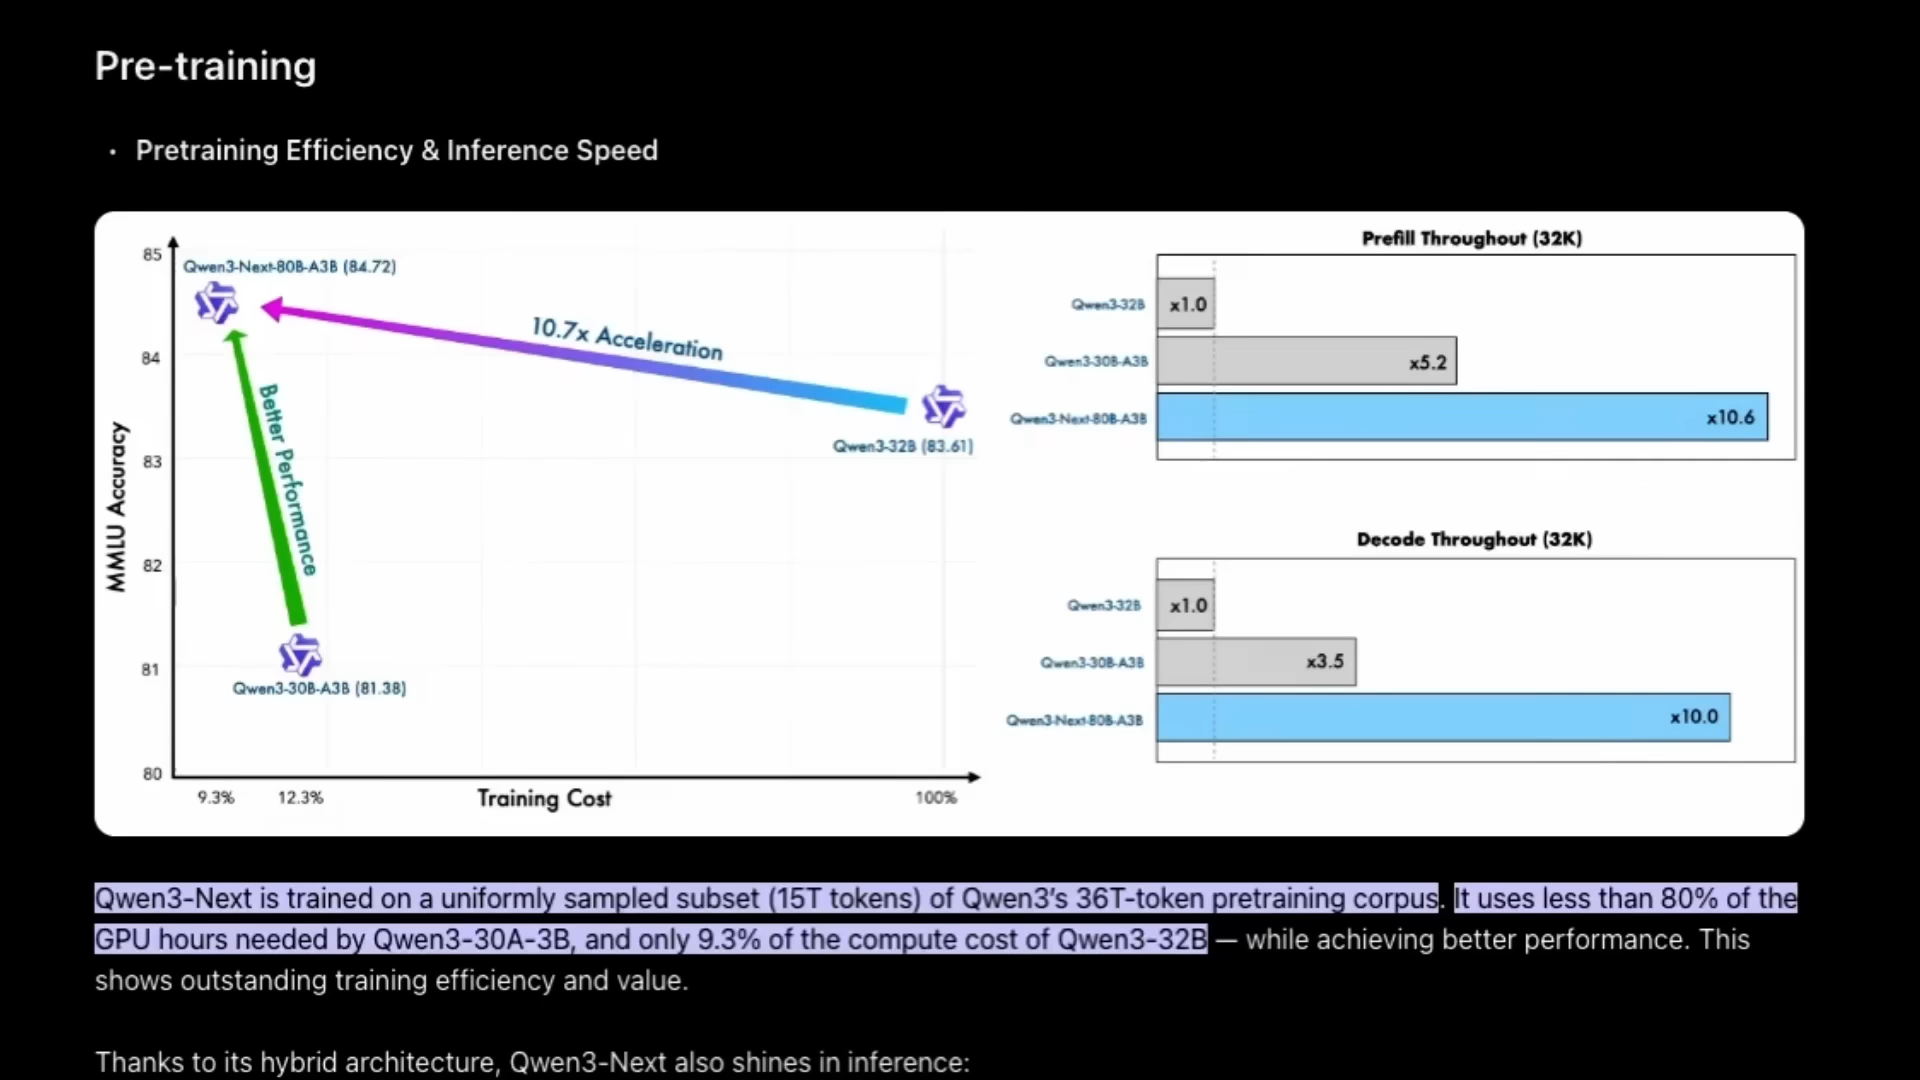 Pre-training
• Pretraining Efficiency & Inference Speed
85
84
83
82
81
80
MMLU Accuracy
Qwen3-Next-80B-A3B (84.72)
10.7x Acceleration
Better Performance
Qwen3-32B (83.61)
Qwen3-30B-A3B (81.38)
9.3%
12.3%
Training Cost
100%
Prefill Throughout (32K)
Qwen3-32B
x1.0
Qwen3-30B-A3B
x5.2
Qwen3-Next-80B-A3B
x10.6
Decode Throughout (32K)
Qwen3-32B
x1.0
Qwen3-30B-A3B
x3.5
Qwen3-Next-80B-A3B
x10.0
Qwen3-Next is trained on a uniformly sampled subset (15T tokens) of Qwen3's 36T-token pretraining corpus. It uses less than 80% of the
GPU hours needed by Qwen3-30A-3B, and only 9.3% of the compute cost of Qwen3-32B — while achieving better performance. This
shows outstanding training efficiency and value.
Thanks to its hybrid architecture, Qwen3-Next also shines in inference: